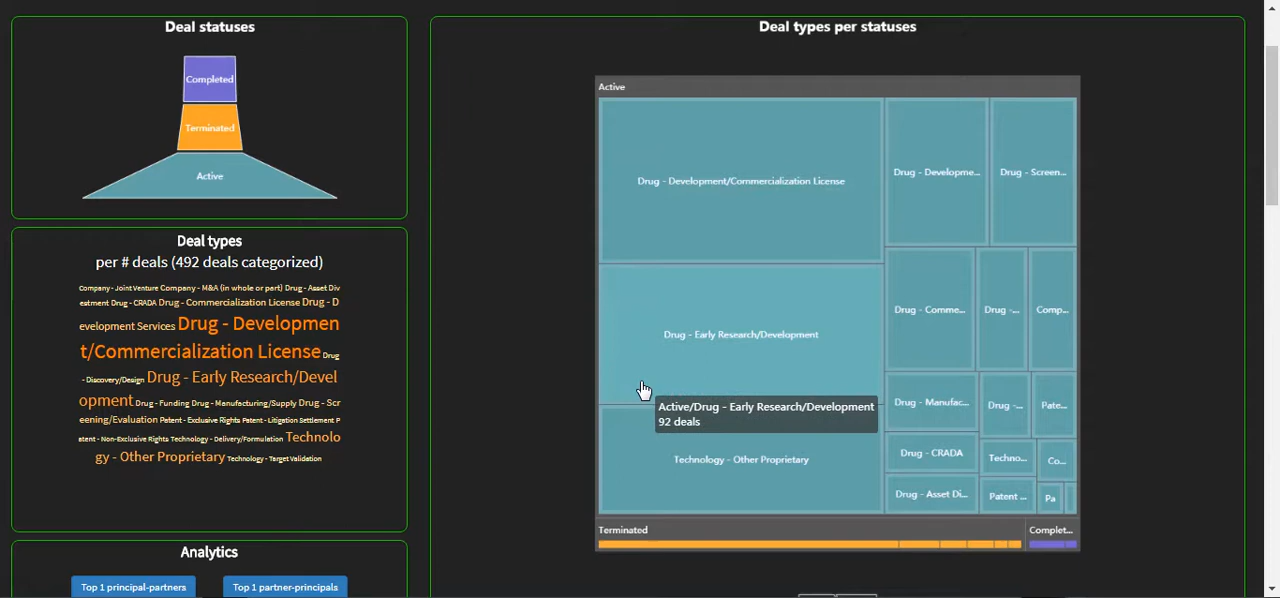 Deal statuses
Completed
Terminated
Active
Deal types
per # deals (492 deals categorized)
Company - Joint Venture Company - M&A (in whole or part) Drug - Asset Div
estment Drug - CRADA Drug - Commercialization License Drug - D
evelopment Services Drug - Developmen
t/Commercialization License Drug
- Discovery/Design Drug - Early Research/Devel
opment Drug - Funding Drug - Manufacturing/Supply Drug - Scr
eening/Evaluation Patent - Exclusive Rights Patent - Litigation Settlement P
atent - Non-Exclusive Rights Technology - Delivery/Formulation Technolo
gy - Other Proprietary Technology - Target Validation
Analytics
Top 1 principal-partners
Top 1 partner-principals
Deal types per statuses
Active
Drug - Development/Commercialization License
Drug - Developme...
Drug - Screen...
Drug - Early Research/Development
Drug - Comme...
Drug -...
Comp...
Active/Drug - Early Research/Development
92 deals
Drug - Manufac...
Drug -...
Pate...
Technology - Other Proprietary
Drug - CRADA
Techno...
Co...
Drug - Asset Di...
Patent ...
Pa
Terminated
Complet...